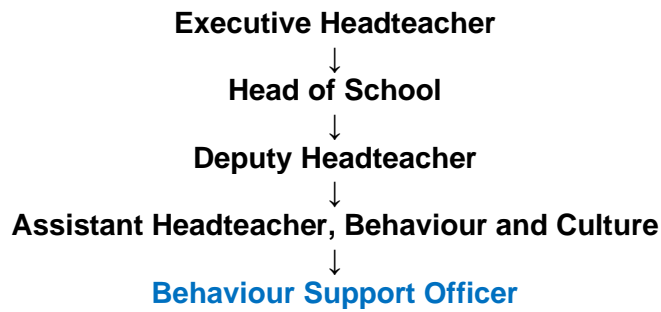 Executive Headteacher
↓
Head of School
↓
Deputy Headteacher
↓
Assistant Headteacher, Behaviour and Culture
↓
Behaviour Support Officer